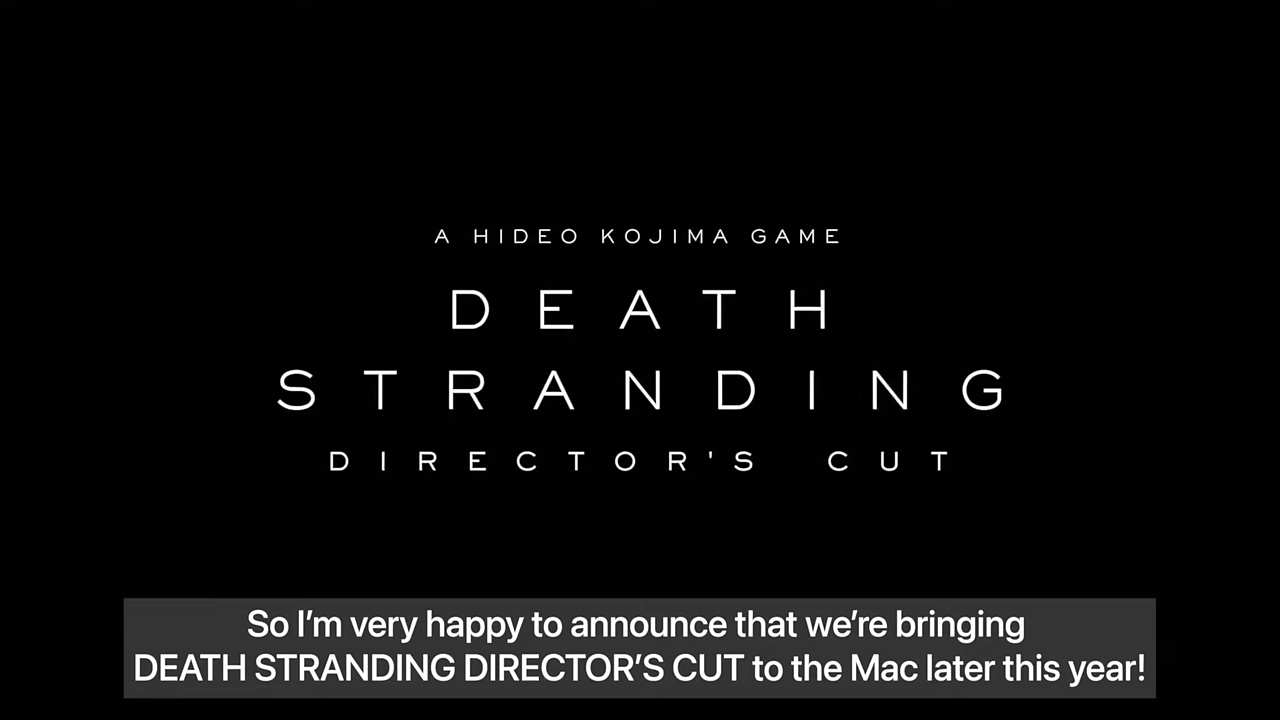 A HIDEO KOJIMA GAME
DEATH
STRANDING
DIRECTOR'S CUT
So I’m very happy to announce that we’re bringing
DEATH STRANDING DIRECTOR’S CUT to the Mac later this year!